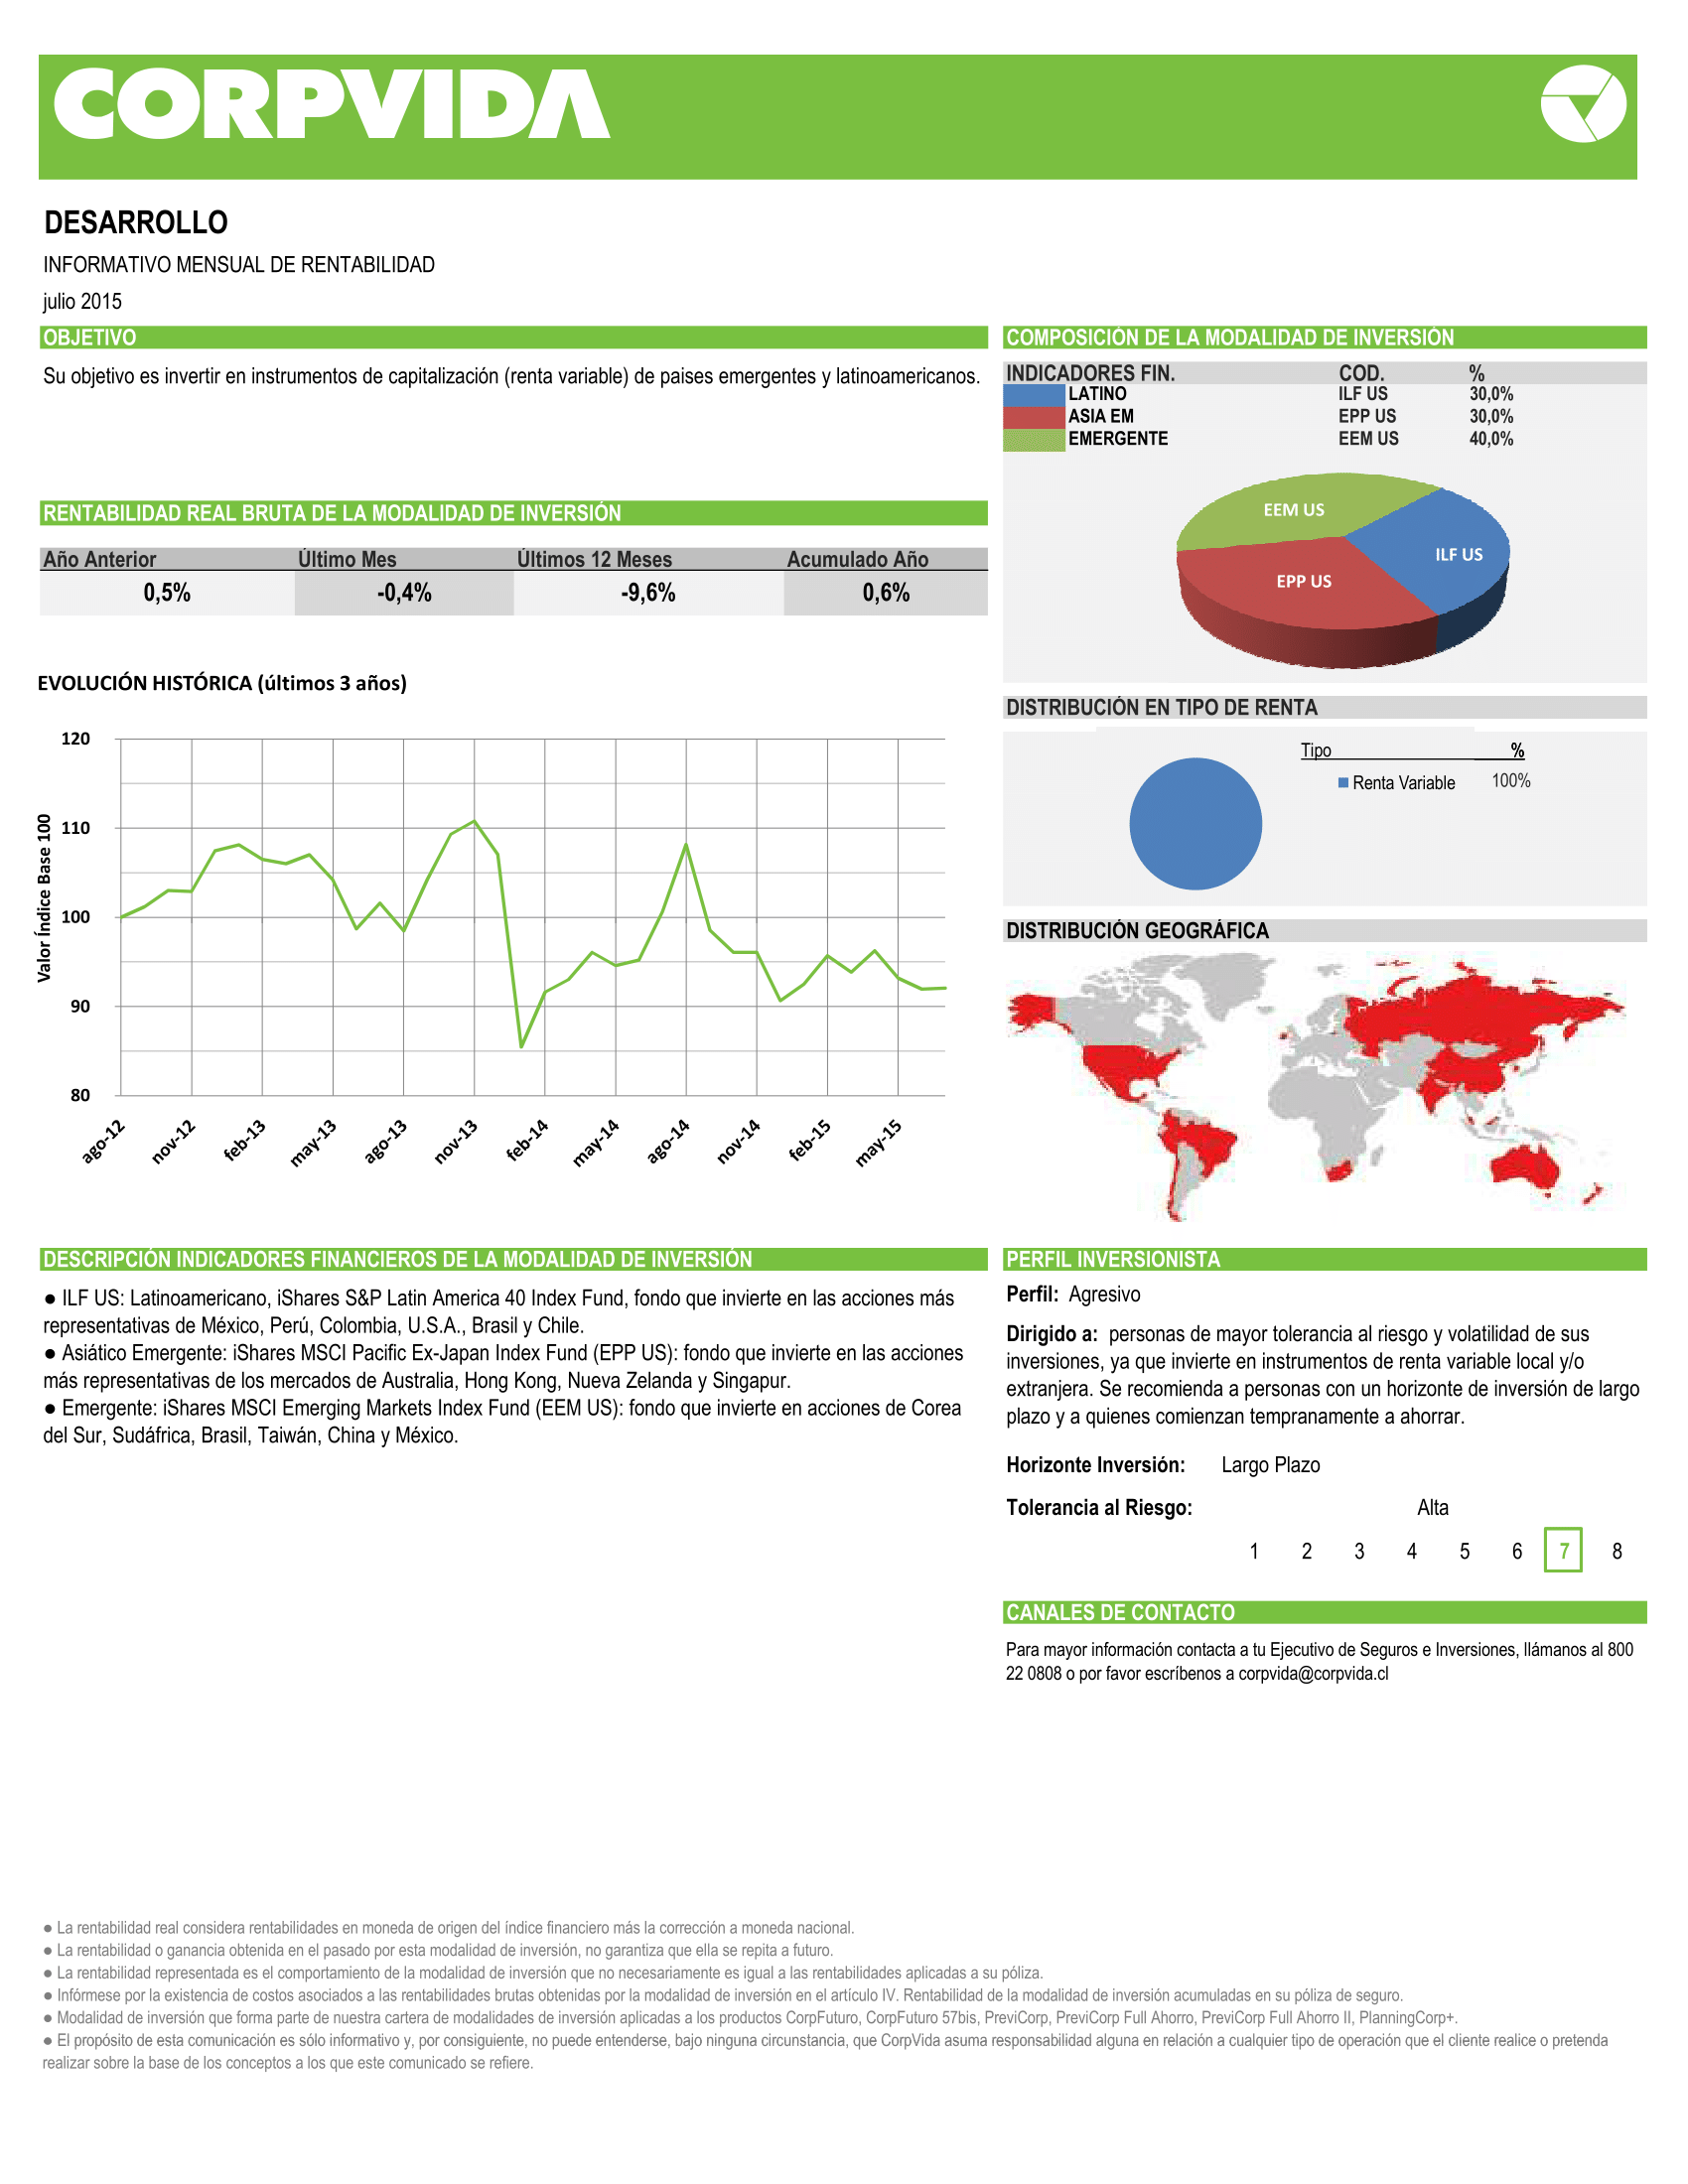 CORPVIDA
DESARROLLO
INFORMATIVO MENSUAL DE RENTABILIDAD
julio 2015
OBJETIVO
Su objetivo es invertir en instrumentos de capitalización (renta variable) de paises emergentes y latinoamericanos.
RENTABILIDAD REAL BRUTA DE LA MODALIDAD DE INVERSIÓN
Año Anterior Último Mes Últimos 12 Meses Acumulado Año
0,5% -0,4% -9,6% 0,6%
EVOLUCIÓN HISTÓRICA (últimos 3 años)
Valor Índice Base 100
120
110
100
90
80
ago-12 nov-12 feb-13 may-13 ago-13 nov-13 feb-14 may-14 ago-14 nov-14 feb-15 may-15
COMPOSICIÓN DE LA MODALIDAD DE INVERSIÓN
INDICADORES FIN. COD. %
LATINO ILF US 30,0%
ASIA EM EPP US 30,0%
EMERGENTE EEM US 40,0%
EEM US
ILF US
EPP US
DISTRIBUCIÓN EN TIPO DE RENTA
Tipo %
Renta Variable 100%
DISTRIBUCIÓN GEOGRÁFICA
DESCRIPCIÓN INDICADORES FINANCIEROS DE LA MODALIDAD DE INVERSIÓN
● ILF US: Latinoamericano, iShares S&P Latin America 40 Index Fund, fondo que invierte en las acciones más
representativas de México, Perú, Colombia, U.S.A., Brasil y Chile.
● Asiático Emergente: iShares MSCI Pacific Ex-Japan Index Fund (EPP US): fondo que invierte en las acciones
más representativas de los mercados de Australia, Hong Kong, Nueva Zelanda y Singapur.
● Emergente: iShares MSCI Emerging Markets Index Fund (EEM US): fondo que invierte en acciones de Corea
del Sur, Sudáfrica, Brasil, Taiwán, China y México.
PERFIL INVERSIONISTA
Perfil: Agresivo
Dirigido a: personas de mayor tolerancia al riesgo y volatilidad de sus
inversiones, ya que invierte en instrumentos de renta variable local y/o
extranjera. Se recomienda a personas con un horizonte de inversión de largo
plazo y a quienes comienzan tempranamente a ahorrar.
Horizonte Inversión: Largo Plazo
Tolerancia al Riesgo: Alta
1 2 3 4 5 6 7 8
CANALES DE CONTACTO
Para mayor información contacta a tu Ejecutivo de Seguros e Inversiones, llámanos al 800
22 0808 o por favor escríbenos a corpvida@corpvida.cl
● La rentabilidad real considera rentabilidades en moneda de origen del índice financiero más la corrección a moneda nacional.
● La rentabilidad o ganancia obtenida en el pasado por esta modalidad de inversión, no garantiza que ella se repita a futuro.
● La rentabilidad representada es el comportamiento de la modalidad de inversión que no necesariamente es igual a las rentabilidades aplicadas a su póliza.
● Infórmese por la existencia de costos asociados a las rentabilidades brutas obtenidas por la modalidad de inversión en el artículo IV. Rentabilidad de la modalidad de inversión acumuladas en su póliza de seguro.
● Modalidad de inversión que forma parte de nuestra cartera de modalidades de inversión aplicadas a los productos CorpFuturo, CorpFuturo 57bis, PreviCorp, PreviCorp Full Ahorro, PreviCorp Full Ahorro II, PlanningCorp+.
● El propósito de esta comunicación es sólo informativo y, por consiguiente, no puede entenderse, bajo ninguna circunstancia, que CorpVida asuma responsabilidad alguna en relación a cualquier tipo de operación que el cliente realice o pretenda
realizar sobre la base de los conceptos a los que este comunicado se refiere.